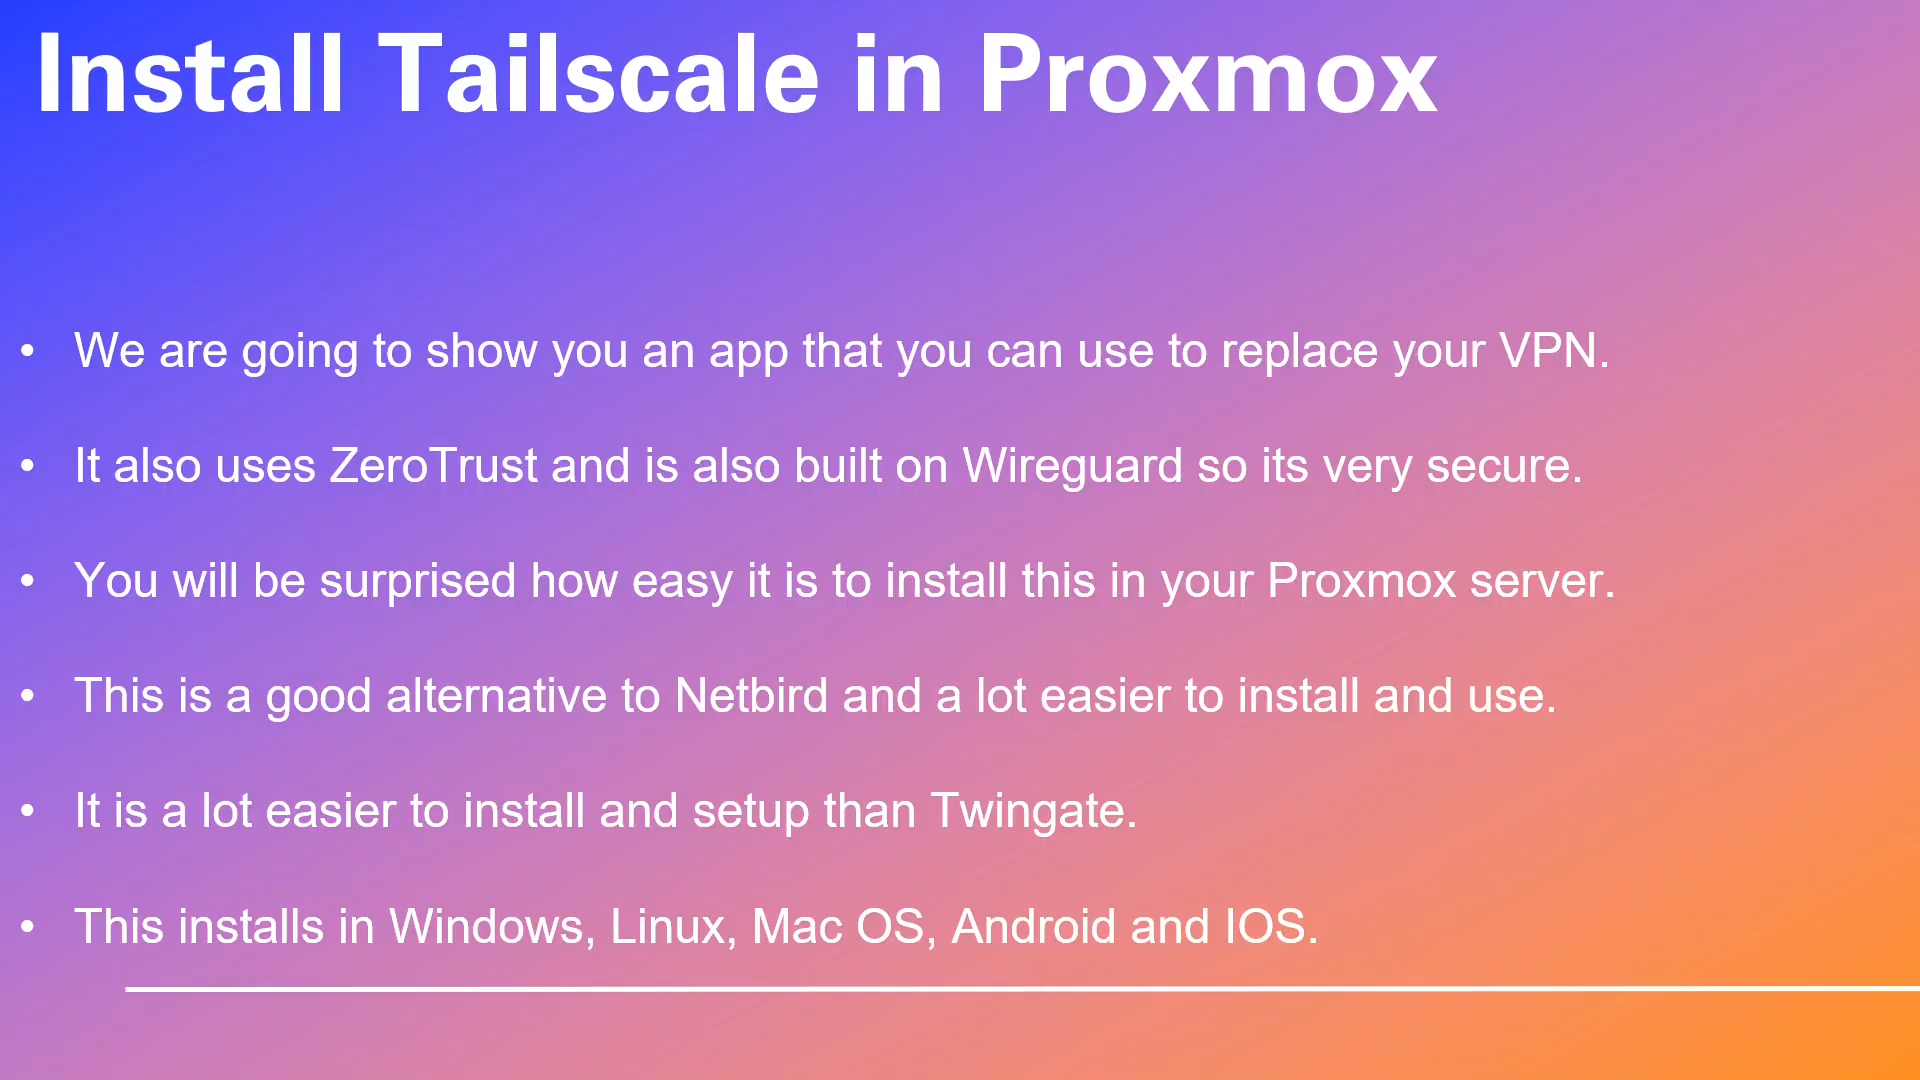 Install Tailscale in Proxmox
• We are going to show you an app that you can use to replace your VPN.
• It also uses ZeroTrust and is also built on Wireguard so its very secure.
• You will be surprised how easy it is to install this in your Proxmox server.
• This is a good alternative to Netbird and a lot easier to install and use.
• It is a lot easier to install and setup than Twingate.
• This installs in Windows, Linux, Mac OS, Android and IOS.